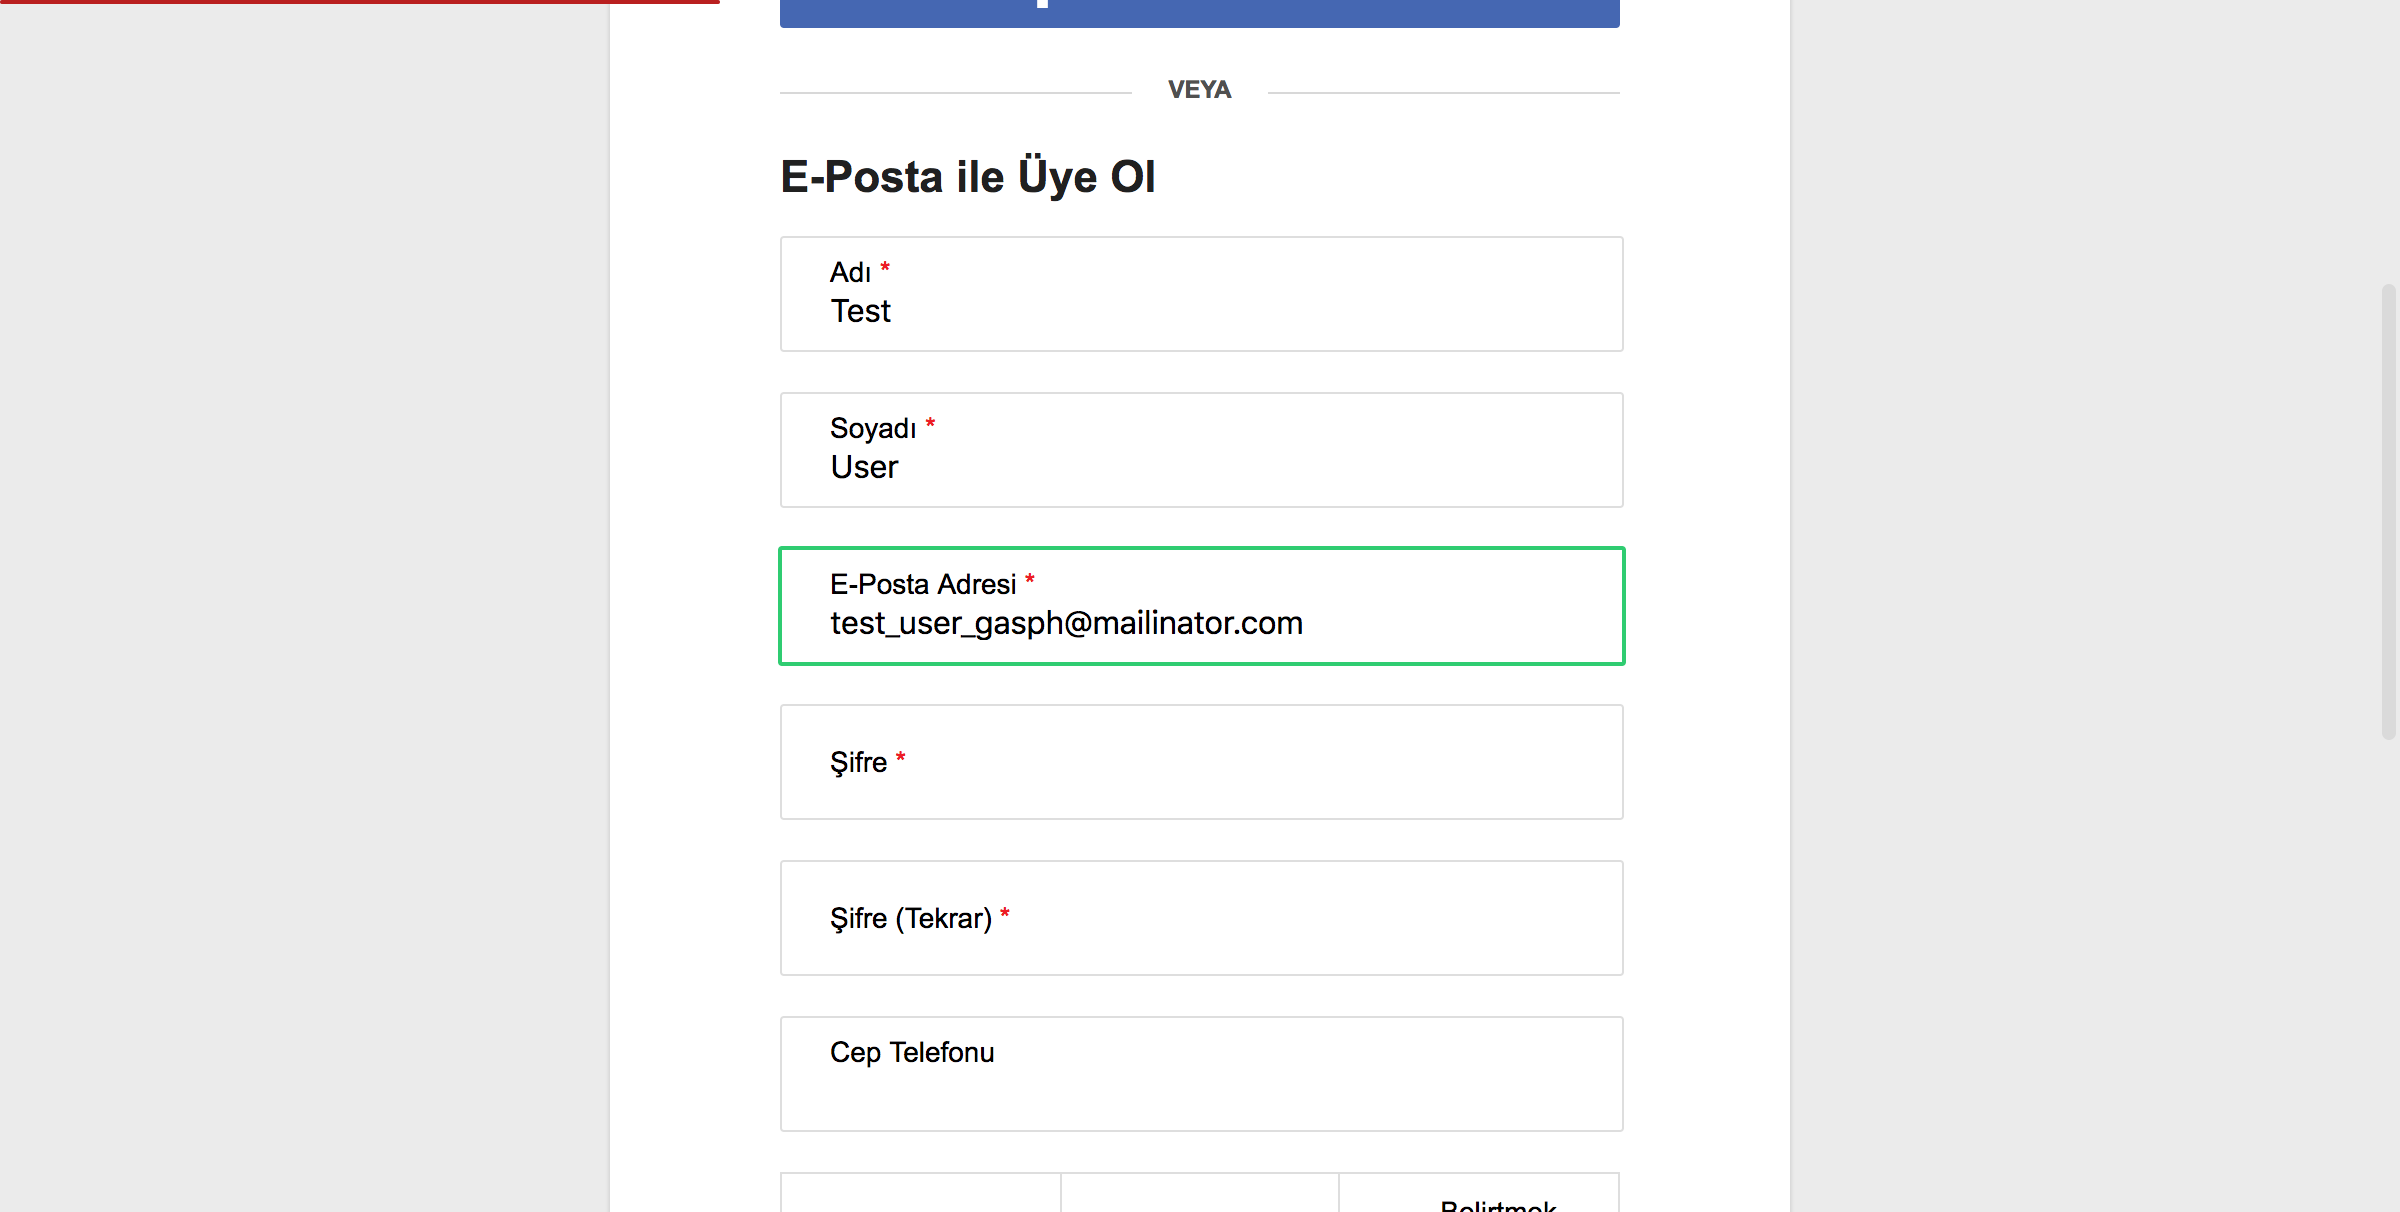 VEYA
E-Posta ile Üye Ol
Adı *
Test
Soyadı *
User
E-Posta Adresi *
test_user_gasph@mailinator.com
Şifre *
Şifre (Tekrar) *
Cep Telefonu
Belirtmek